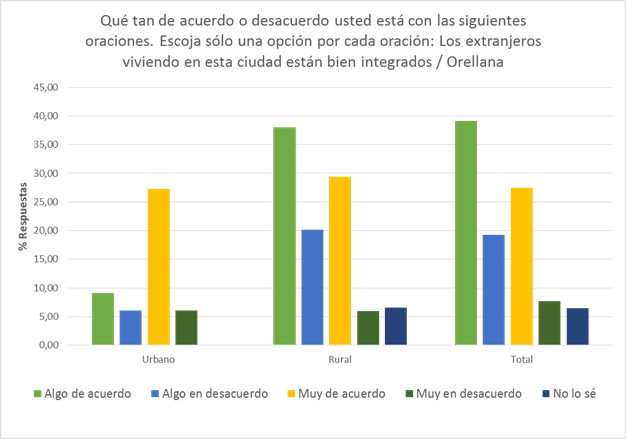 Qué tan de acuerdo o desacuerdo usted está con las siguientes
oraciones. Escoja sólo una opción por cada oración: Los extranjeros
viviendo en esta ciudad están bien integrados / Orellana
45,00
40,00
35,00
30,00
25,00
20,00
15,00
10,00
5,00
0,00
% Respuestas
Urbano Rural Total
Algo de acuerdo Algo en desacuerdo Muy de acuerdo Muy en desacuerdo No lo sé